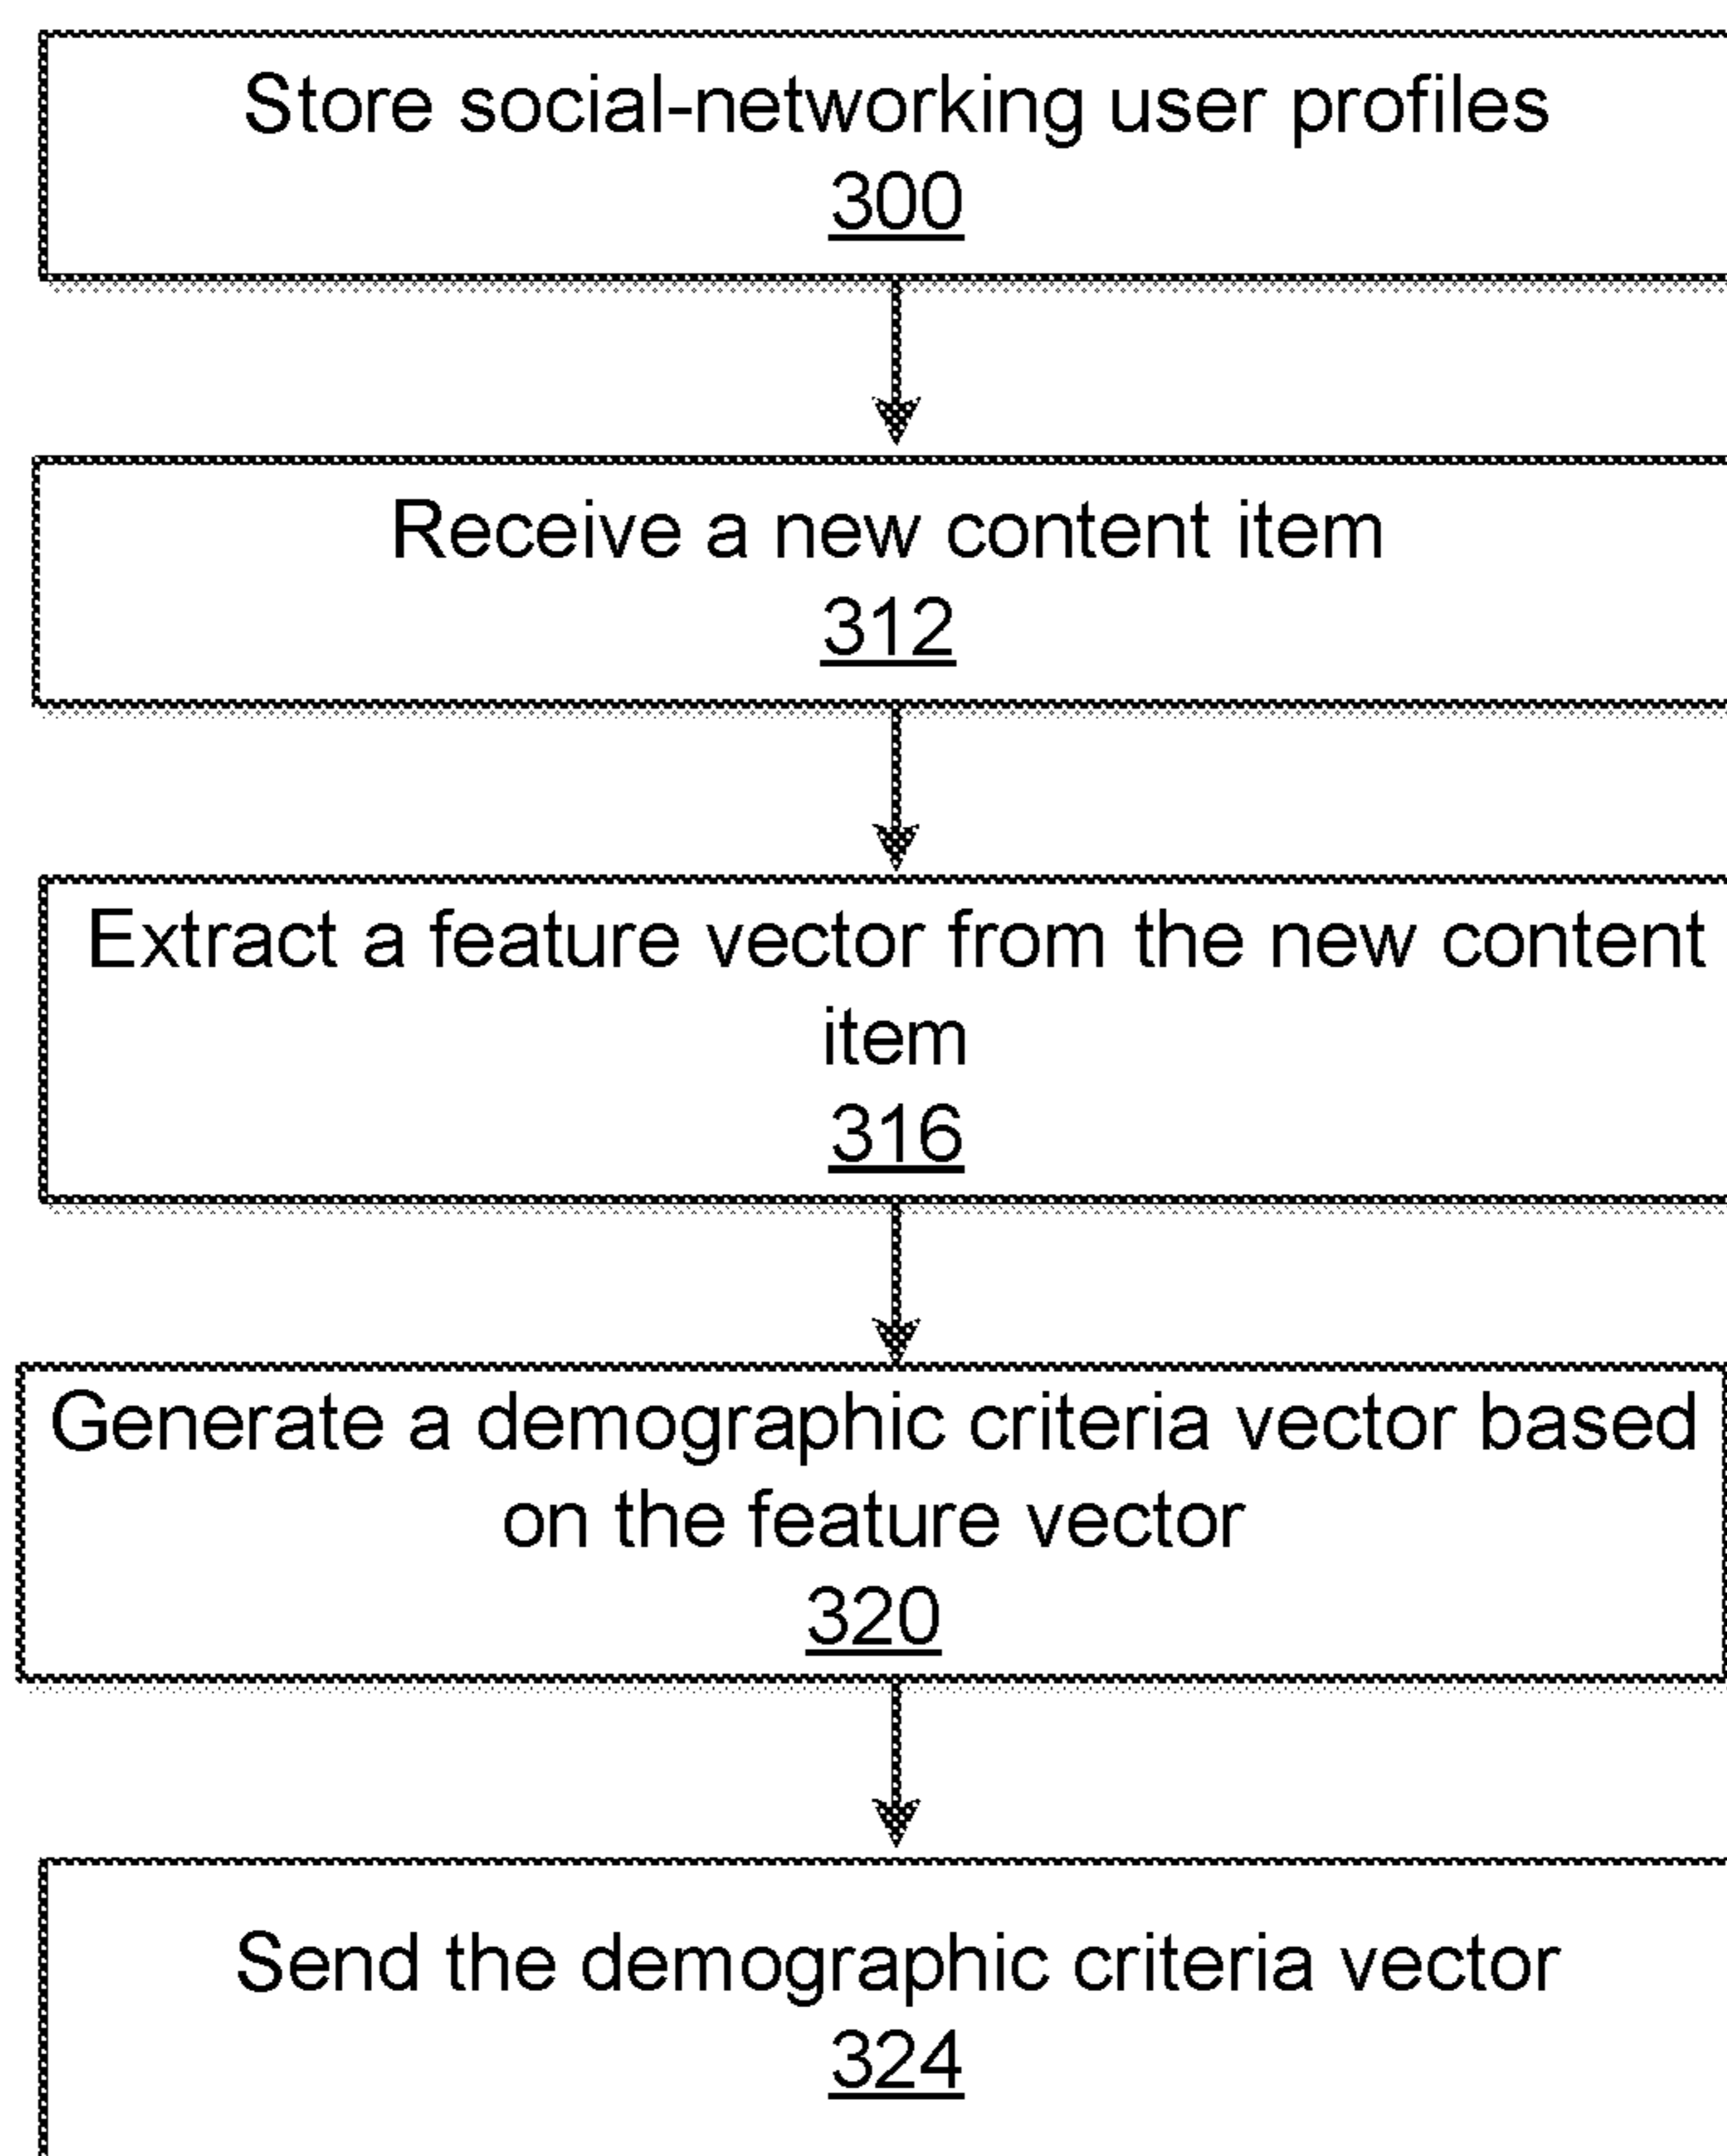 Store social-networking user profiles
300
Receive a new content item
312
Extract a feature vector from the new content
item
316
Generate a demographic criteria vector based
on the feature vector
320
Send the demographic criteria vector
324